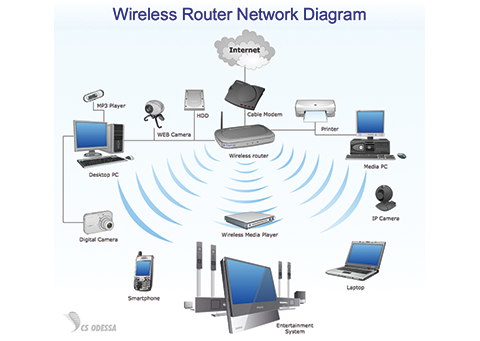 Wireless Router Network Diagram
Internet
MP3 Player
HDD
Cable Modem
WEB Camera
Printer
Wireless router
Desktop PC
Media PC
IP Camera
Wireless Media Player
Digital Camera
Smartphone
Laptop
Entertainment
System
CS ODESSA